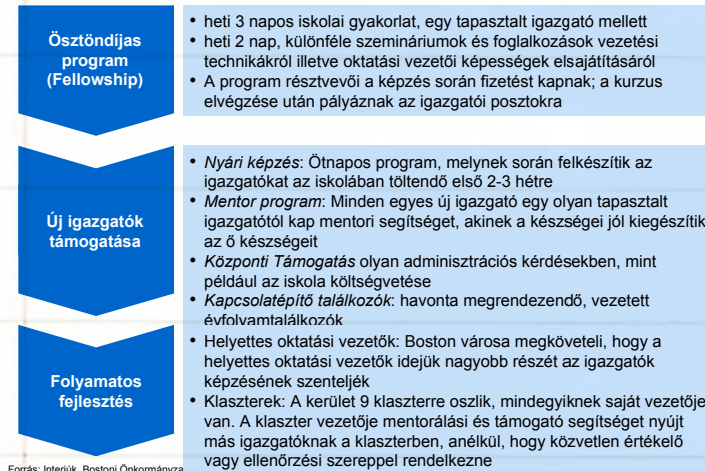 Ösztöndíjas
program
(Fellowship)
• heti 3 napos iskolai gyakorlat, egy tapasztalt igazgató mellett
• heti 2 nap, különféle szemináriumok és foglalkozások vezetési
technikákról illetve oktatási vezetői képességek elsajátításáról
• A program résztvevői a képzés során fizetést kapnak; a kurzus
elvégzése után pályáznak az igazgatói posztokra
Új igazgatók
támogatása
• Nyári képzés: Ötnapos program, melynek során felkészítik az
igazgatókat az iskolában töltendő első 2-3 hétre
• Mentor program: Minden egyes új igazgató egy olyan tapasztalt
igazgatótól kap mentori segítséget, akinek a készségei jól kiegészítik
az ő készségeit
• Központi Támogatás olyan adminisztrációs kérdésekben, mint
például az iskola költségvetése
• Kapcsolatépítő találkozók: havonta megrendezendő, vezetett
évfolyamtalálkozók
Folyamatos
fejlesztés
• Helyettes oktatási vezetők: Boston városa megköveteli, hogy a
helyettes oktatási vezetők idejük nagyobb részét az igazgatók
képzésének szenteljék
• Klaszterek: A kerület 9 klaszterre oszlik, mindegyiknek saját vezetője
van. A klaszter vezetője mentorálási és támogató segítséget nyújt
más igazgatóknak a klaszterben, anélkül, hogy közvetlen értékelő
vagy ellenőrzési szereppel rendelkezne
Forrás: Interjúk, Bostoni